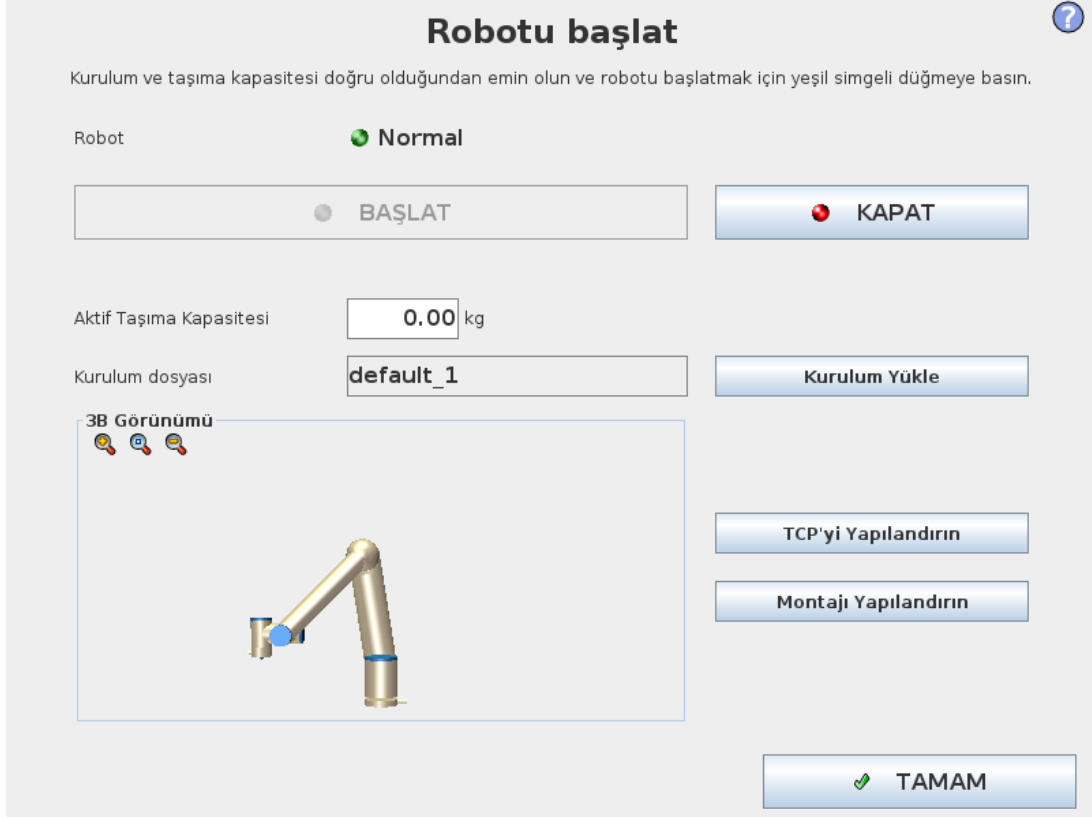 Robotu başlat
?
Kurulum ve taşıma kapasitesi doğru olduğundan emin olun ve robotu başlatmak için yeşil simgeli düğmeye basın.
Robot Normal
BAŞLAT KAPAT
Aktif Taşıma Kapasitesi 0.00 kg
Kurulum dosyası default_1 Kurulum Yükle
3B Görünümü
TCP'yi Yapılandırın
Montajı Yapılandırın
TAMAM